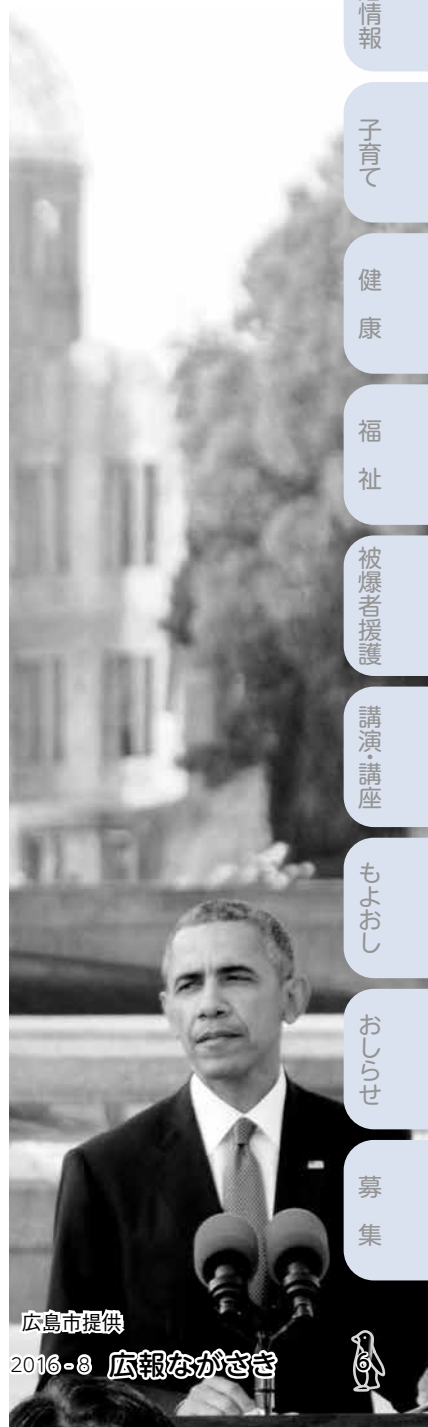 情報
子育て
健康
福祉
被爆者援護
講演・講座
もよおし
おしらせ
募集
広島市提供
2016-8 広報ながさき
6